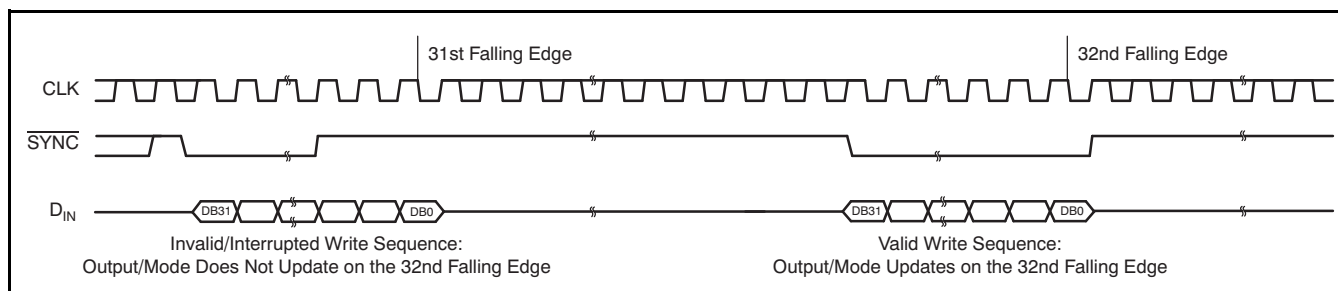 31st Falling Edge
32nd Falling Edge
CLK
SYNC
DIN
DB31
DB0
DB31
DB0
Invalid/Interrupted Write Sequence:
Output/Mode Does Not Update on the 32nd Falling Edge
Valid Write Sequence:
Output/Mode Updates on the 32nd Falling Edge